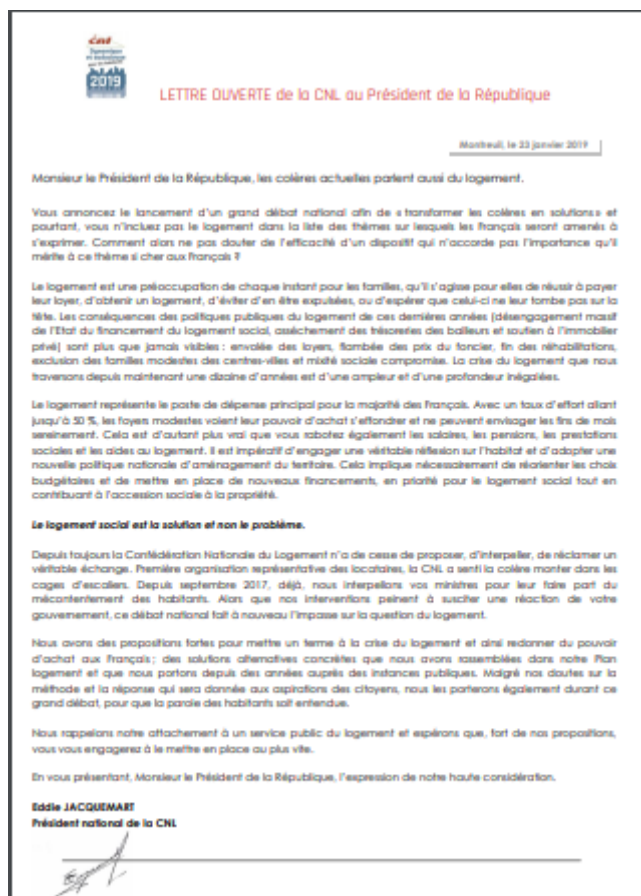 cnl
2019
LETTRE OUVERTE de la CNL au Président de la République
Montreuil, le 23 janvier 2019
Monsieur le Président de la République, les colères actuelles parlent aussi du logement.
Vous annoncez le lancement d'un grand débat national afin de « transformer les colères en solutions » et
pourtant, vous n'incluez pas le logement dans la liste des thèmes sur lesquels les Français seront amenés à
s'exprimer. Comment alors ne pas douter de l'efficacité d'un dispositif qui n'accorde pas l'importance qu'il
mérite à ce thème si cher aux Français ?
Le logement est une préoccupation de chaque instant pour les familles, qu'il s'agisse pour elles de réussir à payer
leur loyer, d'obtenir un logement, d'éviter d'en être expulsées, ou d'espérer que celui-ci ne leur tombe pas sur la
tête. Les conséquences des politiques publiques du logement de ces dernières années (désengagement massif
de l'Etat du financement du logement social, assèchement des trésoreries des bailleurs et soutien à l'immobilier
privé) sont plus que jamais visibles : envolée des loyers, flambée des prix du foncier, fin des réhabilitations,
exclusion des familles modestes des centres-villes et mixité sociale compromise. La crise du logement que nous
traversons depuis maintenant une dizaine d'années est d'une ampleur et d'une profondeur inégalées.
Le logement représente le poste de dépense principal pour la majorité des Français. Avec un taux d'effort allant
jusqu'à 50 %, les foyers modestes voient leur pouvoir d'achat s'effondrer et ne peuvent envisager les fins de mois
sereinement. Cela est d'autant plus vrai que vous rabotez également les salaires, les pensions, les prestations
sociales et les aides au logement. Il est impératif d'engager une véritable réflexion sur l'habitat et d'adopter une
nouvelle politique nationale d'aménagement du territoire. Cela implique nécessairement de réorienter les choix
budgétaires et de mettre en place de nouveaux financements, en priorité pour le logement social tout en
contribuant à l'accession sociale à la propriété.
Le logement social est la solution et non le problème.
Depuis toujours la Confédération Nationale du Logement n'a de cesse de proposer, d'interpeler, de réclamer un
véritable échange. Première organisation représentative des locataires, la CNL a senti la colère monter dans les
cages d'escaliers. Depuis septembre 2017, déjà, nous interpellons vos ministres pour leur faire part du
mécontentement des habitants. Alors que nos interventions peinent à susciter une réaction de votre
gouvernement, ce débat national fait à nouveau l'impasse sur la question du logement.
Nous avons des propositions fortes pour mettre un terme à la crise du logement et ainsi redonner du pouvoir
d'achat aux Français ; des solutions alternatives concrètes que nous avons rassemblées dans notre Plan
logement et que nous portons depuis des années auprès des instances publiques. Malgré nos doutes sur la
méthode et la réponse qui sera donnée aux aspirations des citoyens, nous les porterons également durant ce
grand débat, pour que la parole des habitants soit entendue.
Nous rappelons notre attachement à un service public du logement et espérons que, fort de nos propositions,
vous vous engagerez à le mettre en place au plus vite.
En vous présentant, Monsieur le Président de la République, l'expression de notre haute considération.
Eddie JACQUEMART
Président national de la CNL